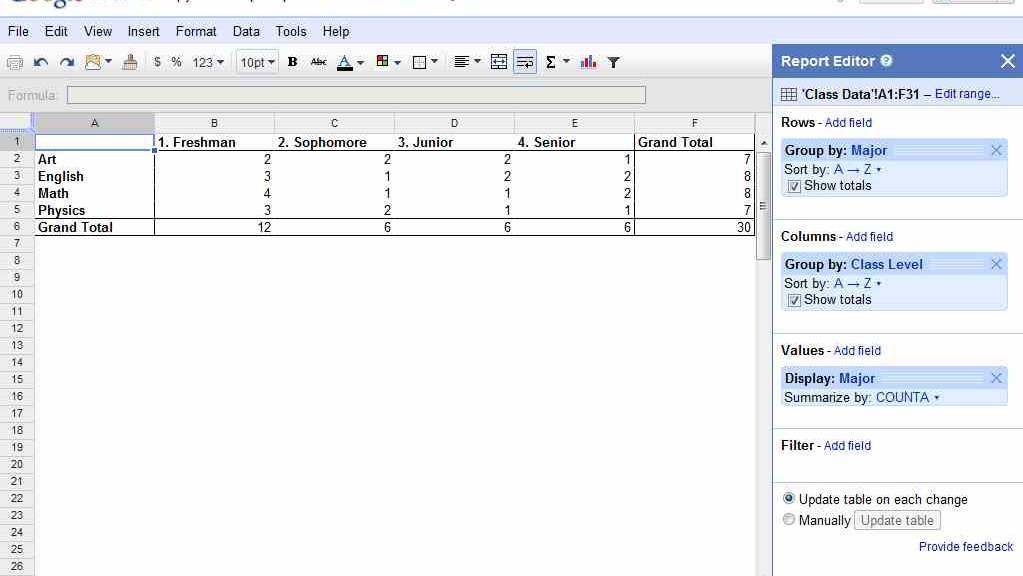 File Edit View Insert Format Data Tools Help
$ % 123 10pt B Abc A Σ
Formula:
A B C D E F
1 1. Freshman 2. Sophomore 3. Junior 4. Senior Grand Total
2 Art 2 2 2 1 7
3 English 3 1 2 2 8
4 Math 4 1 1 2 8
5 Physics 3 2 1 1 7
6 Grand Total 12 6 6 6 30
7
8
9
10
11
12
13
14
15
16
17
18
19
20
21
22
23
24
25
26
Report Editor ?
'Class Data'!A1:F31 – Edit range...
Rows - Add field
Group by: Major
Sort by: A → Z
Show totals
Columns - Add field
Group by: Class Level
Sort by: A → Z
Show totals
Values - Add field
Display: Major
Summarize by: COUNTA
Filter - Add field
Update table on each change
Manually Update table
Provide feedback